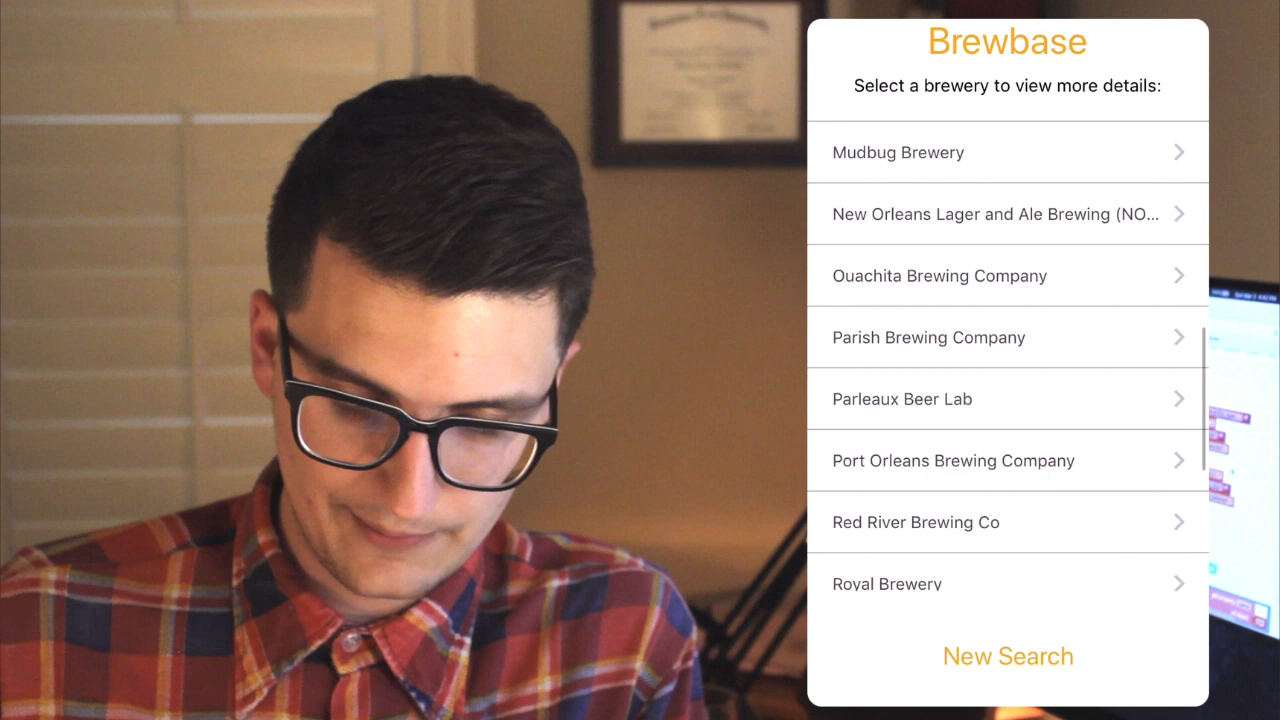 Brewbase
Select a brewery to view more details:
Mudbug Brewery
New Orleans Lager and Ale Brewing (NO...
Ouachita Brewing Company
Parish Brewing Company
Parleaux Beer Lab
Port Orleans Brewing Company
Red River Brewing Co
Royal Brewery
New Search